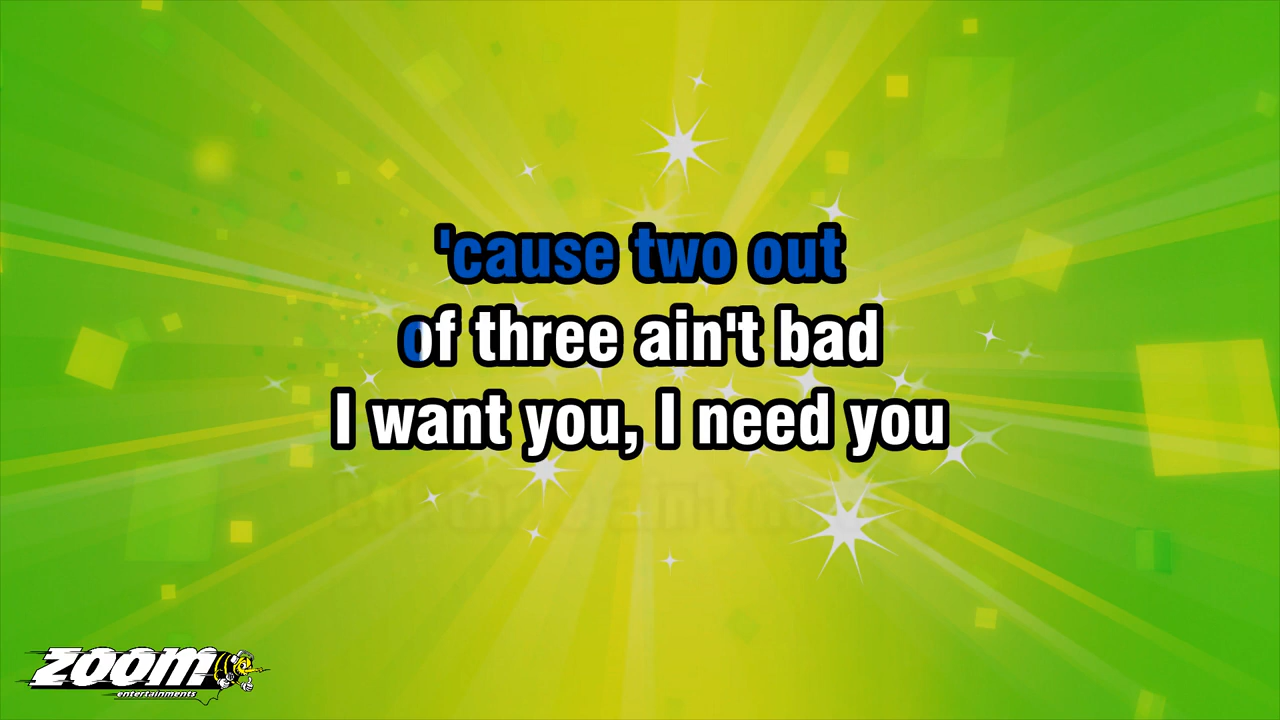 'cause two out
of three ain't bad
I want you, I need you
zoom
entertainments